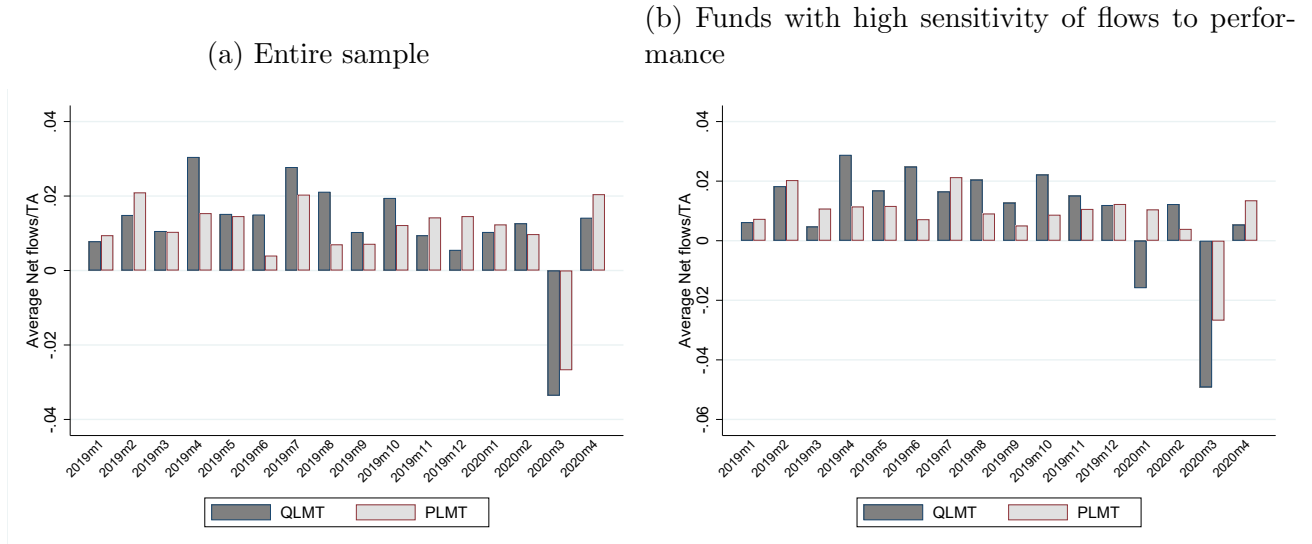 (a) Entire sample
(b) Funds with high sensitivity of flows to perfor-
mance
Average Net flows/TA
.04
.02
0
-.02
-.04
2019m1
2019m2
2019m3
2019m4
2019m5
2019m6
2019m7
2019m8
2019m9
2019m10
2019m11
2019m12
2020m1
2020m2
2020m3
2020m4
QLMT
PLMT
Average Net flows/TA
.04
.02
0
-.02
-.04
-.06
2019m1
2019m2
2019m3
2019m4
2019m5
2019m6
2019m7
2019m8
2019m9
2019m10
2019m11
2019m12
2020m1
2020m2
2020m3
2020m4
QLMT
PLMT